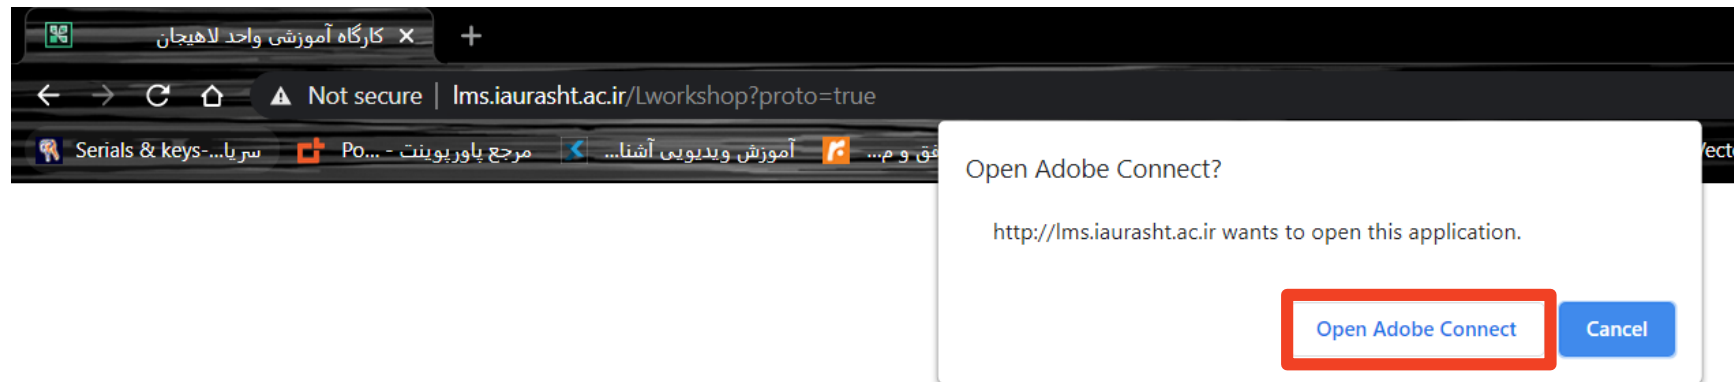 کارگاه آموزشی واحد لاهیجان
Not secure | lms.iaurasht.ac.ir/Lworkshop?proto=true
Serials & keys-...سریا
Po... - مرجع پاورپوینت
آموزش ویدیویی آشنا...
فق و م...
Open Adobe Connect?
http://lms.iaurasht.ac.ir wants to open this application.
Open Adobe Connect
Cancel